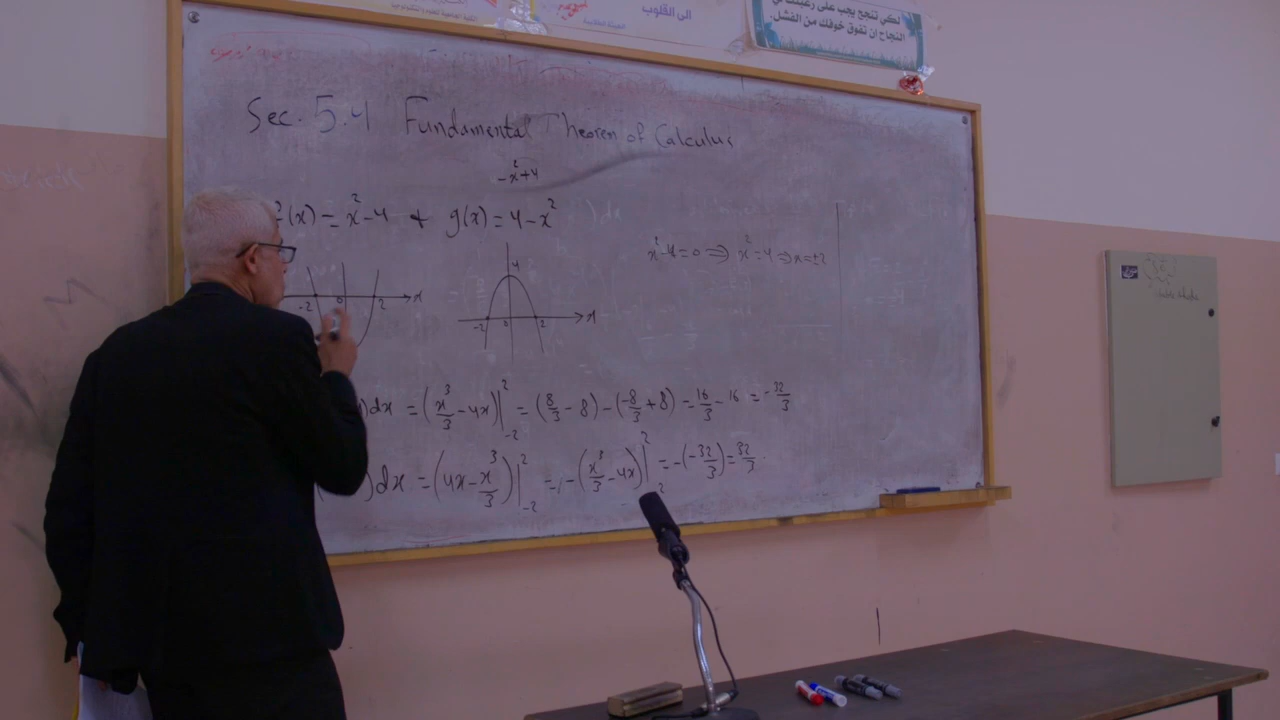 الى القلوب
لكي تنجح يجب على رغبتك في
النجاح ان تفوق خوفك من الفشل.
Sec. 5.4 Fundamental Theorem of Calculus
-x²+4
(x) = x²-4 & g(x) = 4-x²
x²-4=0 ⇒ x²=4 ⇒ x=±2
-2 0 2 x
4
-2 0 2 x
)dx = (x³/3 - 4x)|₋₂² = (8/3 - 8) - (-8/3 + 8) = 16/3 - 16 = -32/3
)dx = (4x - x³/3)|₋₂² = -(x³/3 - 4x)|₋₂² = -(-32/3) = 32/3